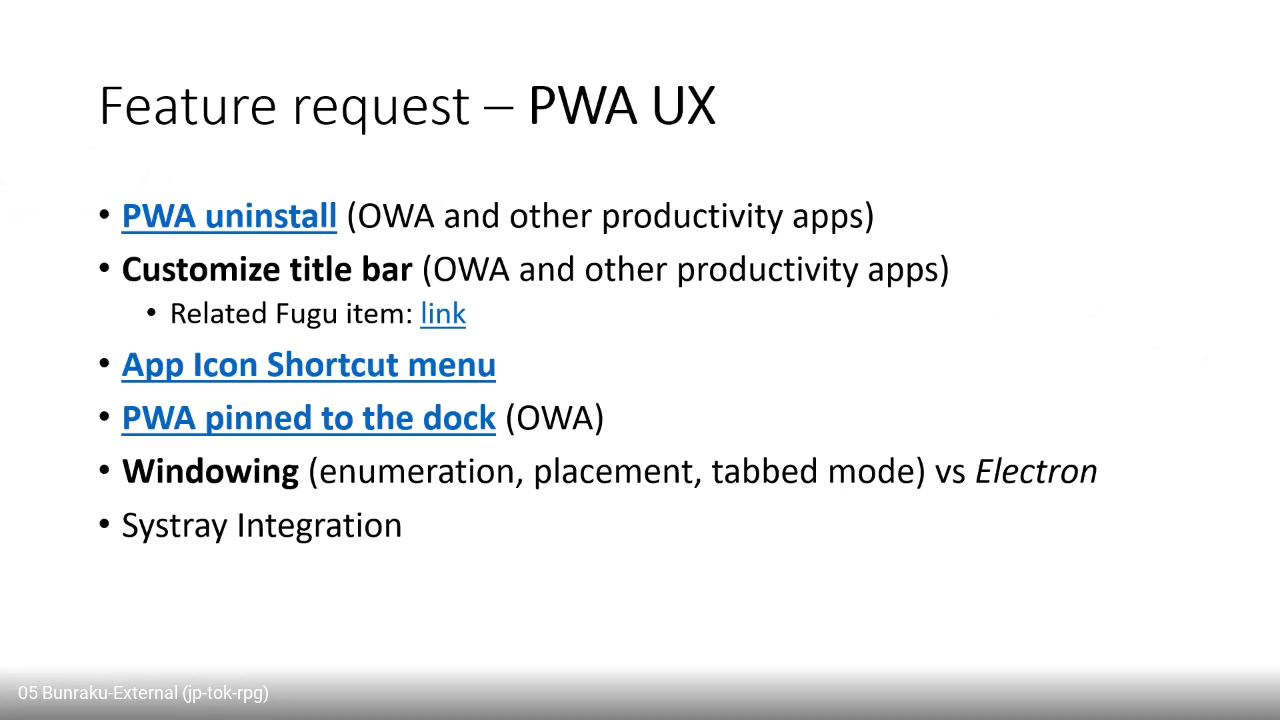 Feature request – PWA UX
• PWA uninstall (OWA and other productivity apps)
• Customize title bar (OWA and other productivity apps)
• Related Fugu item: link
• App Icon Shortcut menu
• PWA pinned to the dock (OWA)
• Windowing (enumeration, placement, tabbed mode) vs Electron
• Systray Integration
05 Bunraku-External (jp-tok-rpg)